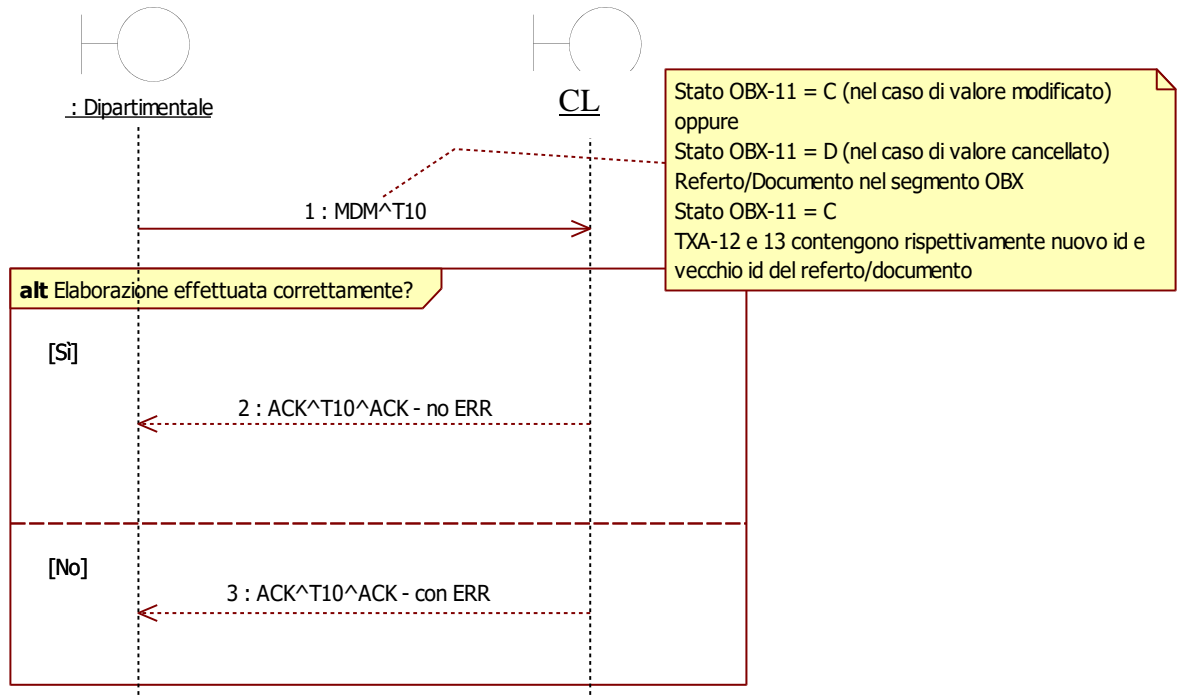 : Dipartimentale
CL
Stato OBX-11 = C (nel caso di valore modificato)
oppure
Stato OBX-11 = D (nel caso di valore cancellato)
Referto/Documento nel segmento OBX
Stato OBX-11 = C
TXA-12 e 13 contengono rispettivamente nuovo id e
vecchio id del referto/documento
1 : MDM^T10
alt Elaborazione effettuata correttamente?
[Sì]
2 : ACK^T10^ACK - no ERR
[No]
3 : ACK^T10^ACK - con ERR